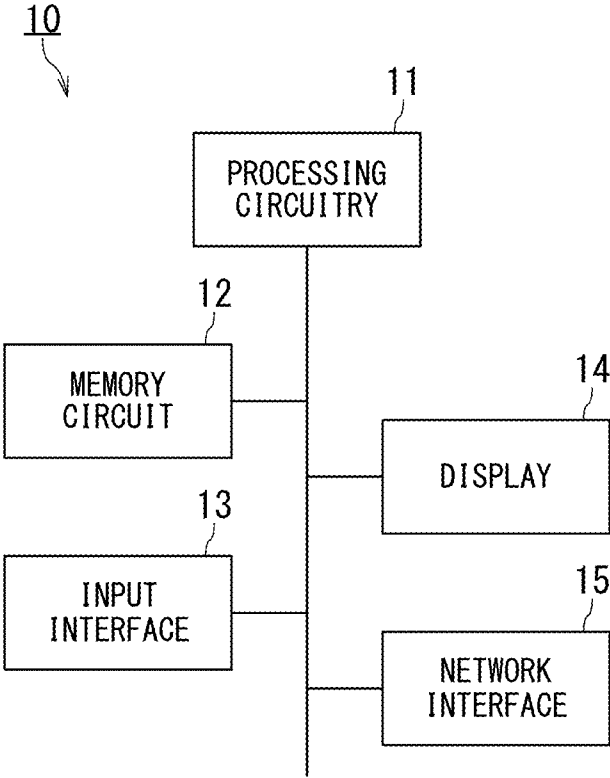 10
11
PROCESSING
CIRCUITRY
12
MEMORY
CIRCUIT
14
DISPLAY
13
INPUT
INTERFACE
15
NETWORK
INTERFACE